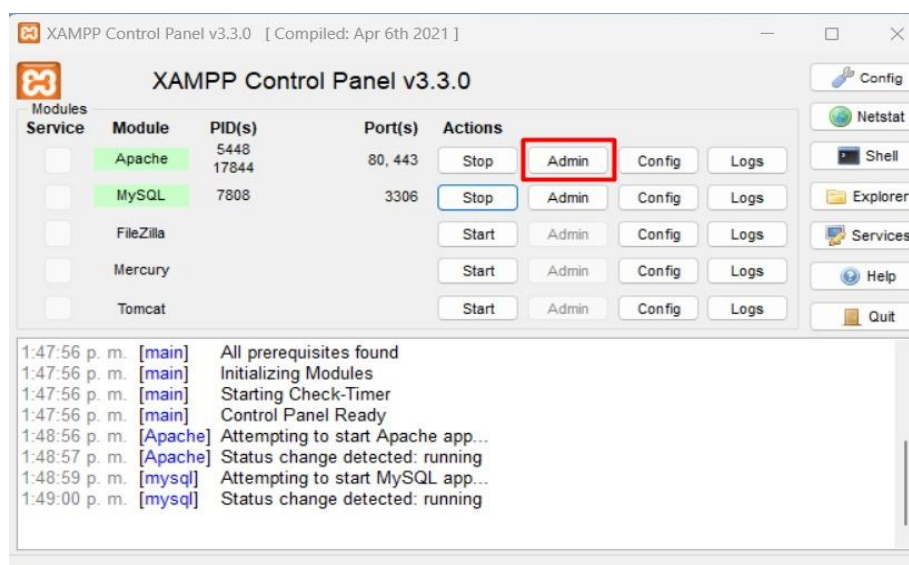 XAMPP Control Panel v3.3.0 [ Compiled: Apr 6th 2021 ]
XAMPP Control Panel v3.3.0
Config
Modules
Service Module PID(s) Port(s) Actions
Netstat
Apache 5448 17844 80, 443 Stop Admin Config Logs
Shell
MySQL 7808 3306 Stop Admin Config Logs
Explorer
FileZilla Start Admin Config Logs
Services
Mercury Start Admin Config Logs
Help
Tomcat Start Admin Config Logs
Quit
1:47:56 p. m. [main] All prerequisites found
1:47:56 p. m. [main] Initializing Modules
1:47:56 p. m. [main] Starting Check-Timer
1:47:56 p. m. [main] Control Panel Ready
1:48:56 p. m. [Apache] Attempting to start Apache app...
1:48:57 p. m. [Apache] Status change detected: running
1:48:59 p. m. [mysql] Attempting to start MySQL app...
1:49:00 p. m. [mysql] Status change detected: running